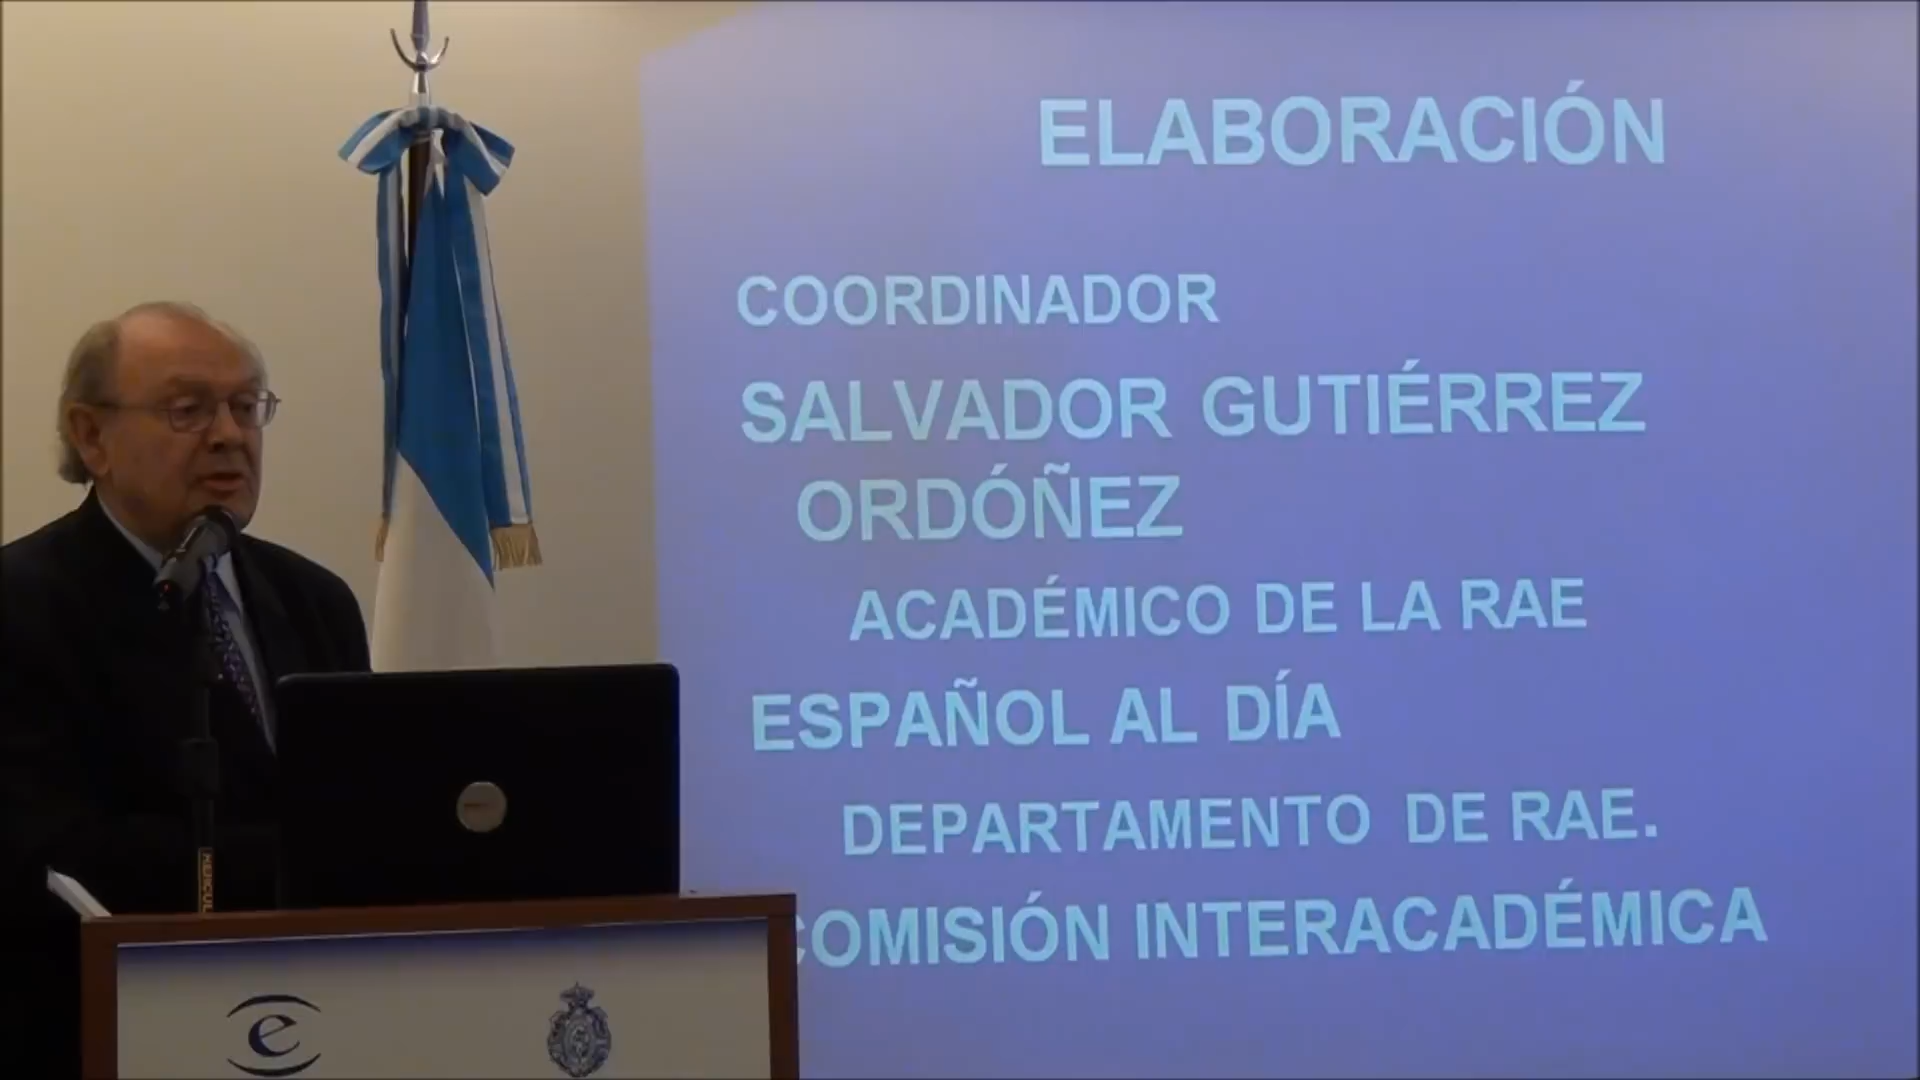 ELABORACIÓN
COORDINADOR
SALVADOR GUTIÉRREZ
ORDÓÑEZ
ACADÉMICO DE LA RAE
ESPAÑOL AL DÍA
DEPARTAMENTO DE RAE.
COMISIÓN INTERACADÉMICA
e